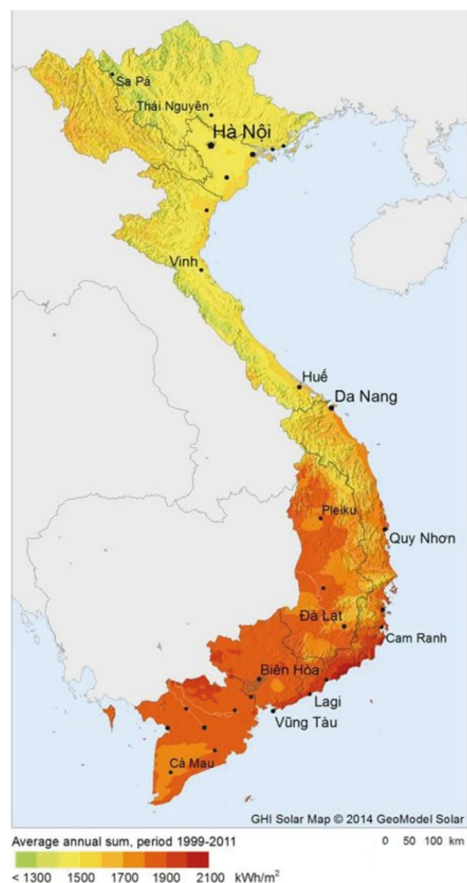 Sa Pá
Thái Nguyên
Hà Nội
Vinh
Huế
Da Nang
Pleiku
Quy Nhơn
Đà Lạt
Cam Ranh
Biên Hòa
Lagi
Vũng Tàu
Cả Mau
GHI Solar Map © 2014 GeoModel Solar
Average annual sum, period 1999-2011
0 50 100 km
< 1300 1500 1700 1900 2100 kWh/m²